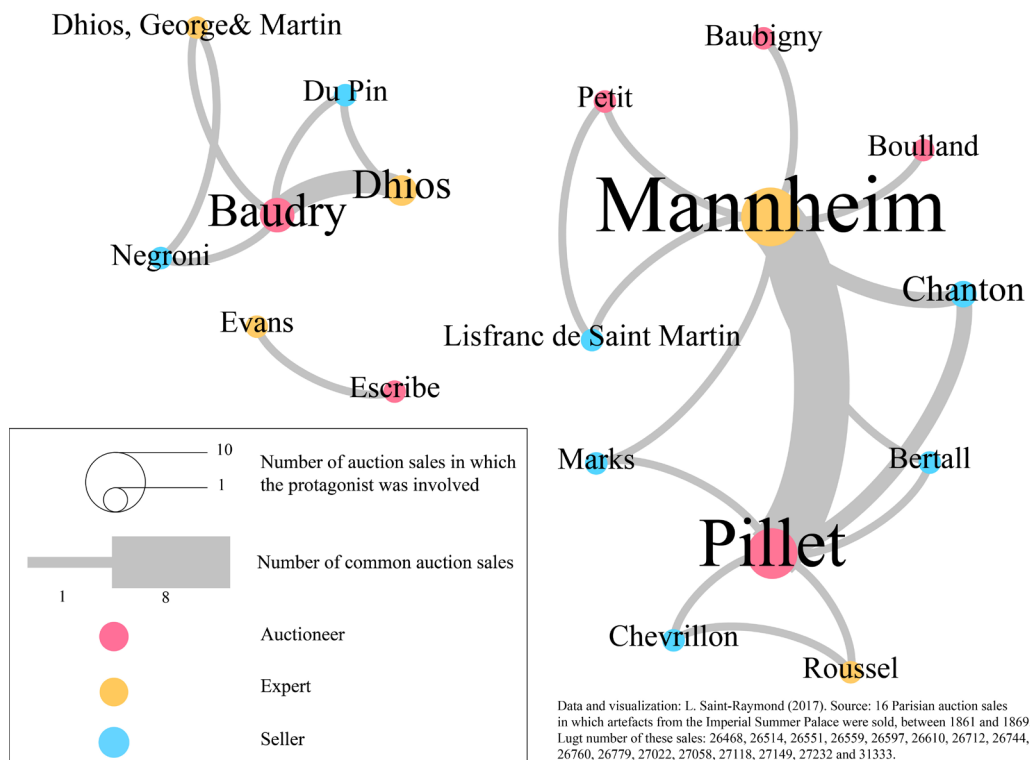 Dhios, George& Martin
Du Pin
Dhios
Baudry
Negroni
Evans
Escribe
Baubigny
Petit
Boulland
Mannheim
Chanton
Lisfranc de Saint Martin
Marks
Bertall
Pillet
Chevrillon
Roussel
10
1
Number of auction sales in which
the protagonist was involved
Number of common auction sales
1 8
Auctioneer
Expert
Seller
Data and visualization: L. Saint-Raymond (2017). Source: 16 Parisian auction sales
in which artefacts from the Imperial Summer Palace were sold, between 1861 and 1869
Lugt number of these sales: 26468, 26514, 26551, 26559, 26597, 26610, 26712, 26744,
26760, 26779, 27022, 27058, 27118, 27149, 27232 and 31333.